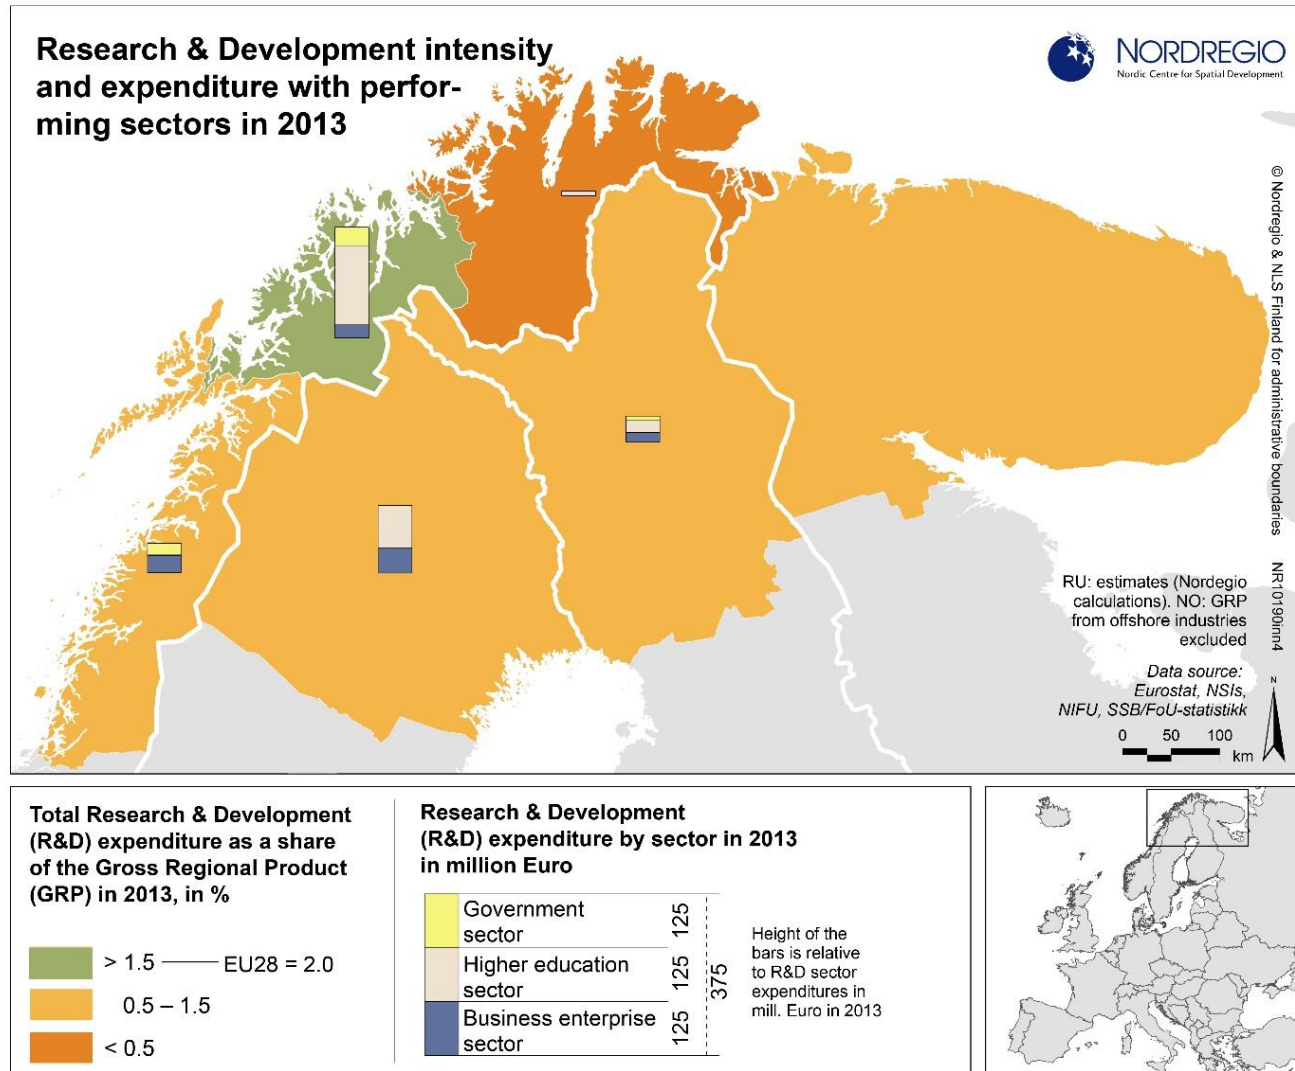 Research & Development intensity
and expenditure with perfor-
ming sectors in 2013
NORDREGIO
Nordic Centre for Spatial Development
© Nordregio & NLS Finland for administrative boundaries
NR10190inn4
RU: estimates (Nordegio
calculations). NO: GRP
from offshore industries
excluded
Data source:
Eurostat, NSIs,
NIFU, SSB/FoU-statistikk
N
0 50 100
km
Total Research & Development
(R&D) expenditure as a share
of the Gross Regional Product
(GRP) in 2013, in %
> 1.5 EU28 = 2.0
0.5 – 1.5
< 0.5
Research & Development
(R&D) expenditure by sector in 2013
in million Euro
Government
sector
125
Higher education
sector
125
Business enterprise
sector
125
375
Height of the
bars is relative
to R&D sector
expenditures in
mill. Euro in 2013